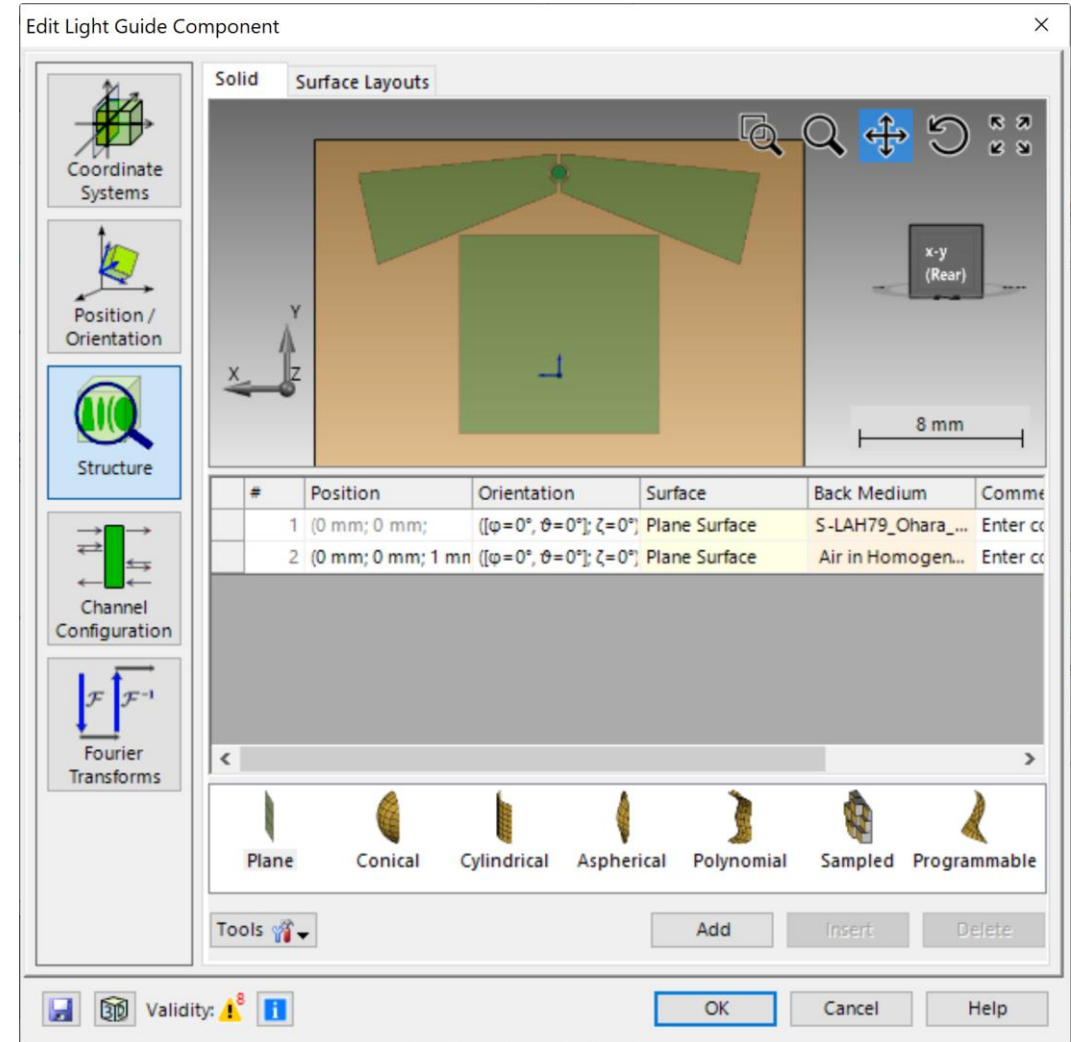 Edit Light Guide Component
Coordinate
Systems
Position /
Orientation
Structure
Channel
Configuration
ℱ ℱ⁻¹
Fourier
Transforms
Solid
Surface Layouts
x-y
(Rear)
Y
X
Z
8 mm
# Position Orientation Surface Back Medium Comme
1 (0 mm; 0 mm; ([φ=0°, ϑ=0°]; ζ=0°) Plane Surface S-LAH79_Ohara_... Enter co
2 (0 mm; 0 mm; 1 mm ([φ=0°, ϑ=0°]; ζ=0°) Plane Surface Air in Homogen... Enter co
Plane Conical Cylindrical Aspherical Polynomial Sampled Programmable
Tools Add Insert Delete
3D Validity: 8 OK Cancel Help